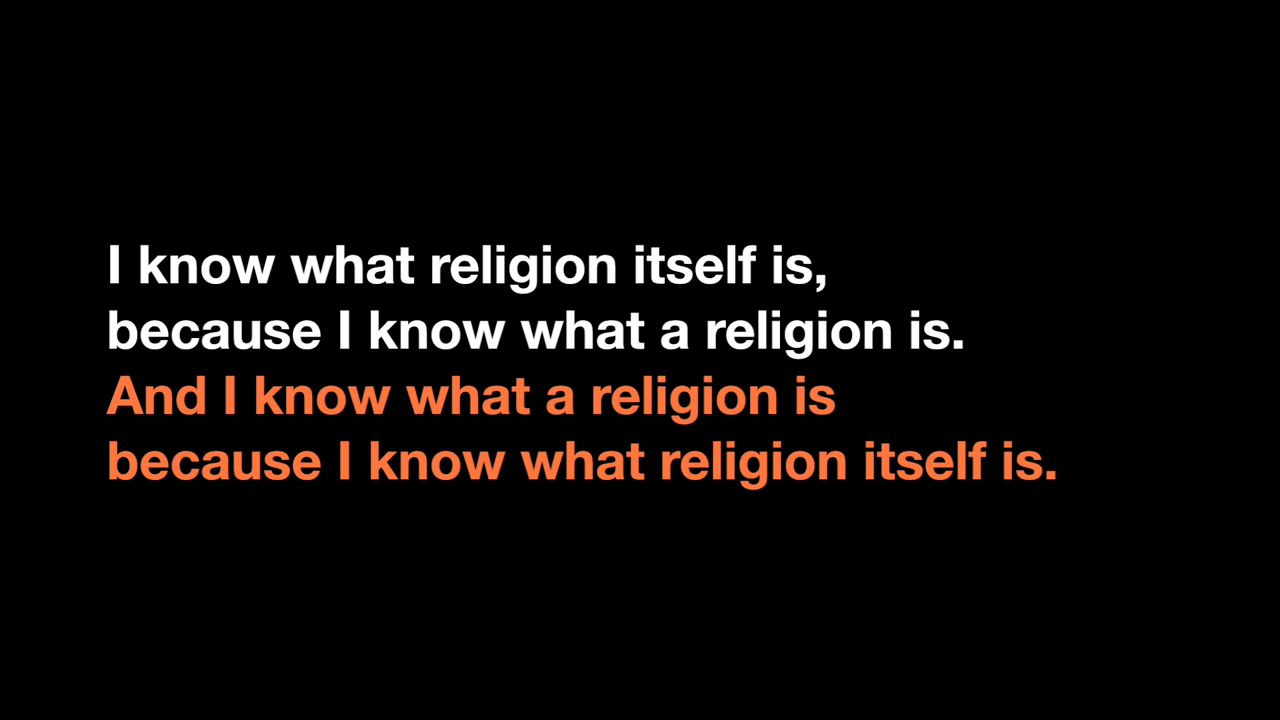 I know what religion itself is,
because I know what a religion is.
And I know what a religion is
because I know what religion itself is.